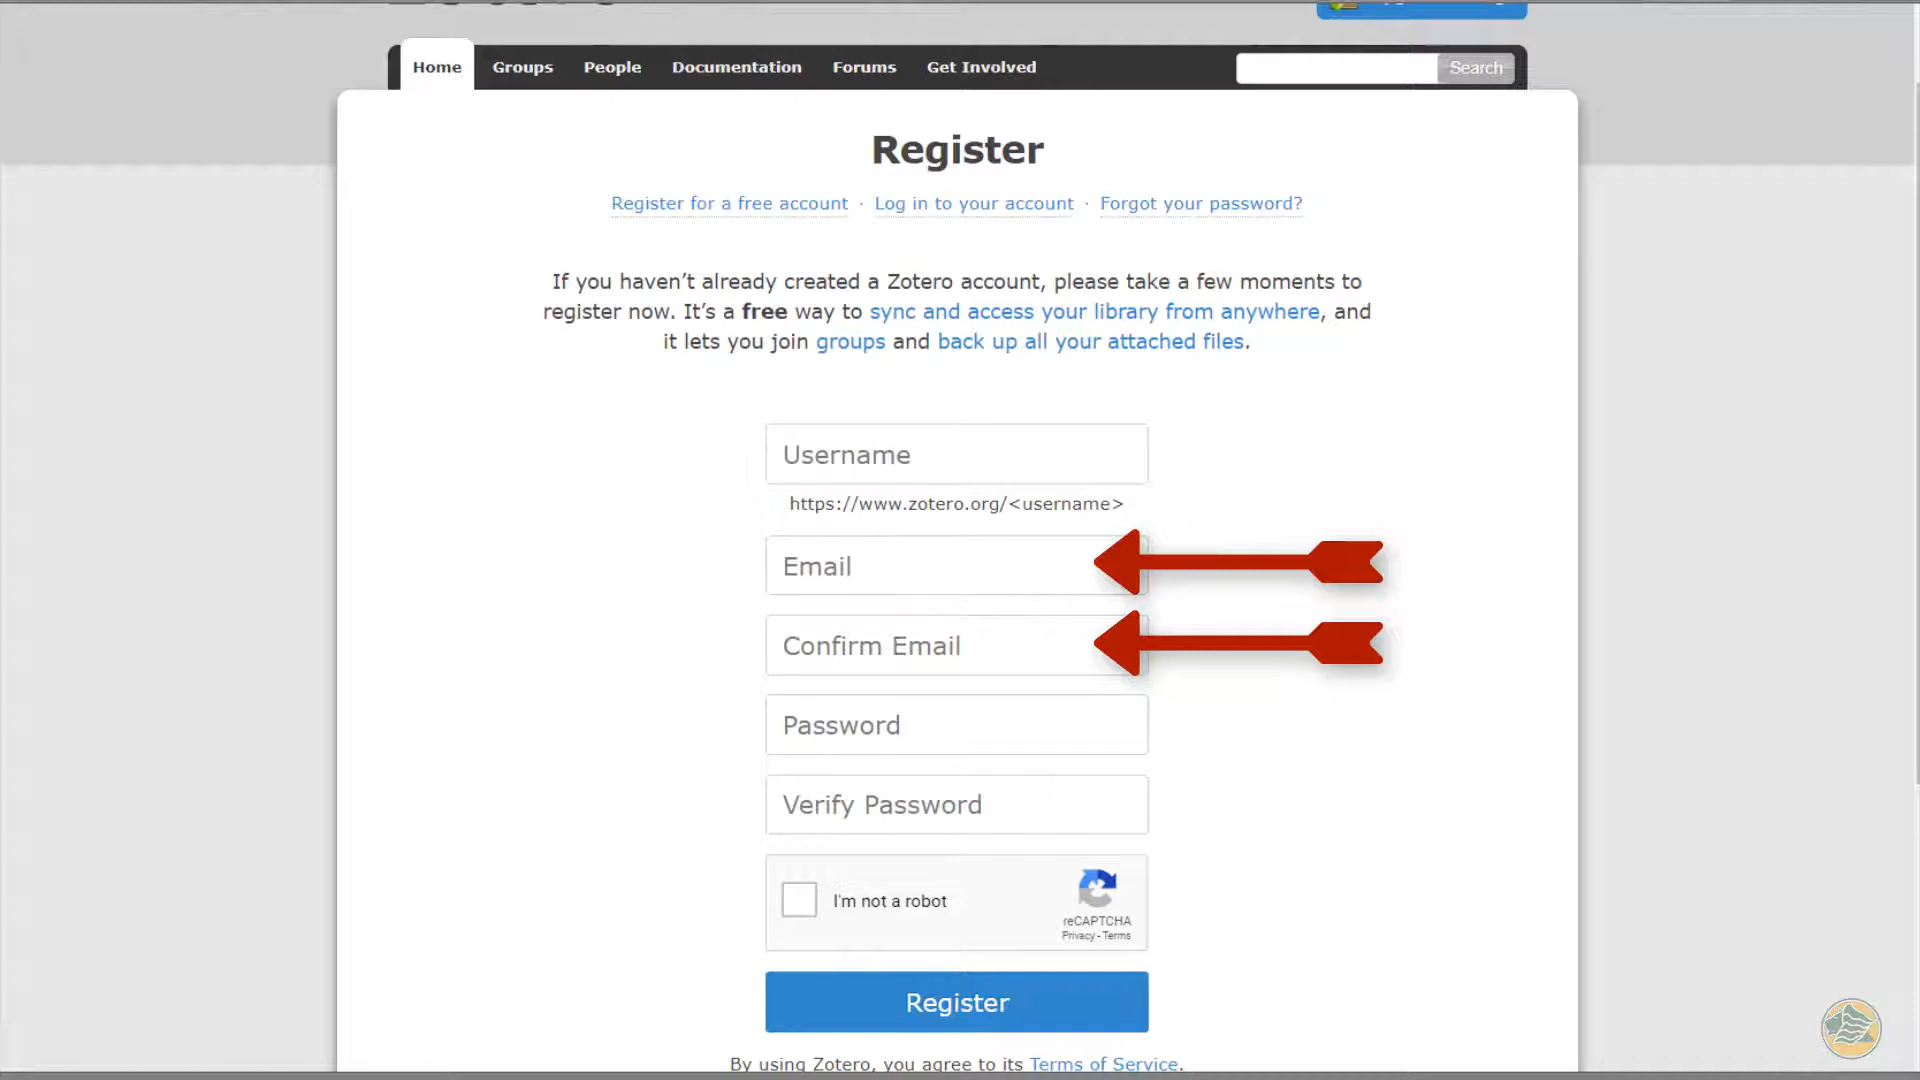 Home Groups People Documentation Forums Get Involved Search
Register
Register for a free account · Log in to your account · Forgot your password?
If you haven’t already created a Zotero account, please take a few moments to
register now. It’s a free way to sync and access your library from anywhere, and
it lets you join groups and back up all your attached files.
Username
https://www.zotero.org/<username>
Email
Confirm Email
Password
Verify Password
I'm not a robot
reCAPTCHA
Privacy - Terms
Register
By using Zotero, you agree to its Terms of Service.